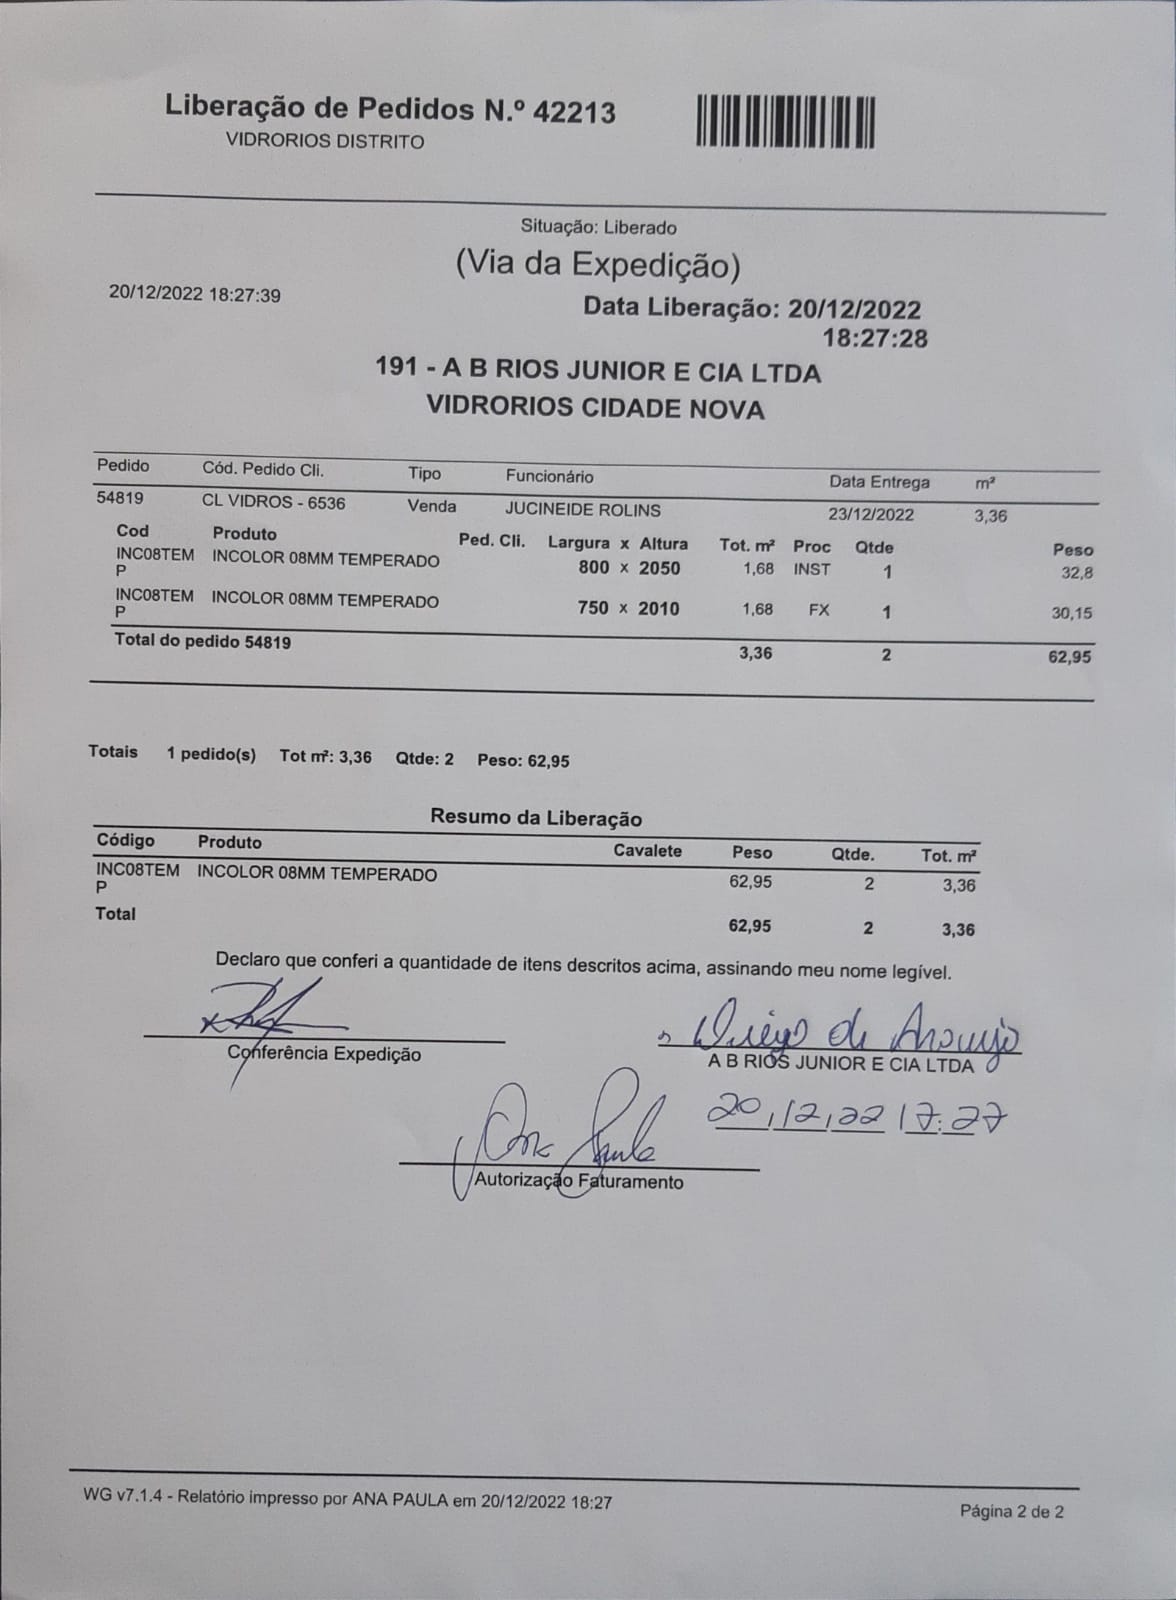 Liberação de Pedidos N.º 42213
VIDRORIOS DISTRITO
Situação: Liberado
(Via da Expedição)
20/12/2022 18:27:39
Data Liberação: 20/12/2022
18:27:28
191 - A B RIOS JUNIOR E CIA LTDA
VIDRORIOS CIDADE NOVA
Pedido Cód. Pedido Cli. Tipo Funcionário Data Entrega m²
54819 CL VIDROS - 6536 Venda JUCINEIDE ROLINS 23/12/2022 3,36
Cod Produto Ped. Cli. Largura x Altura Tot. m² Proc Qtde Peso
INC08TEM INCOLOR 08MM TEMPERADO 800 x 2050 1,68 INST 1 32,8
P
INC08TEM INCOLOR 08MM TEMPERADO 750 x 2010 1,68 FX 1 30,15
P
Total do pedido 54819 3,36 2 62,95
Totais 1 pedido(s) Tot m²: 3,36 Qtde: 2 Peso: 62,95
Resumo da Liberação
Código Produto Cavalete Peso Qtde. Tot. m²
INC08TEM INCOLOR 08MM TEMPERADO 62,95 2 3,36
P
Total 62,95 2 3,36
Declaro que conferi a quantidade de itens descritos acima, assinando meu nome legível.
Diego de Araujo
Conferência Expedição A B RIOS JUNIOR E CIA LTDA
20/12/22 17:27
Ana Paula
Autorização Faturamento
WG v7.1.4 - Relatório impresso por ANA PAULA em 20/12/2022 18:27
Página 2 de 2